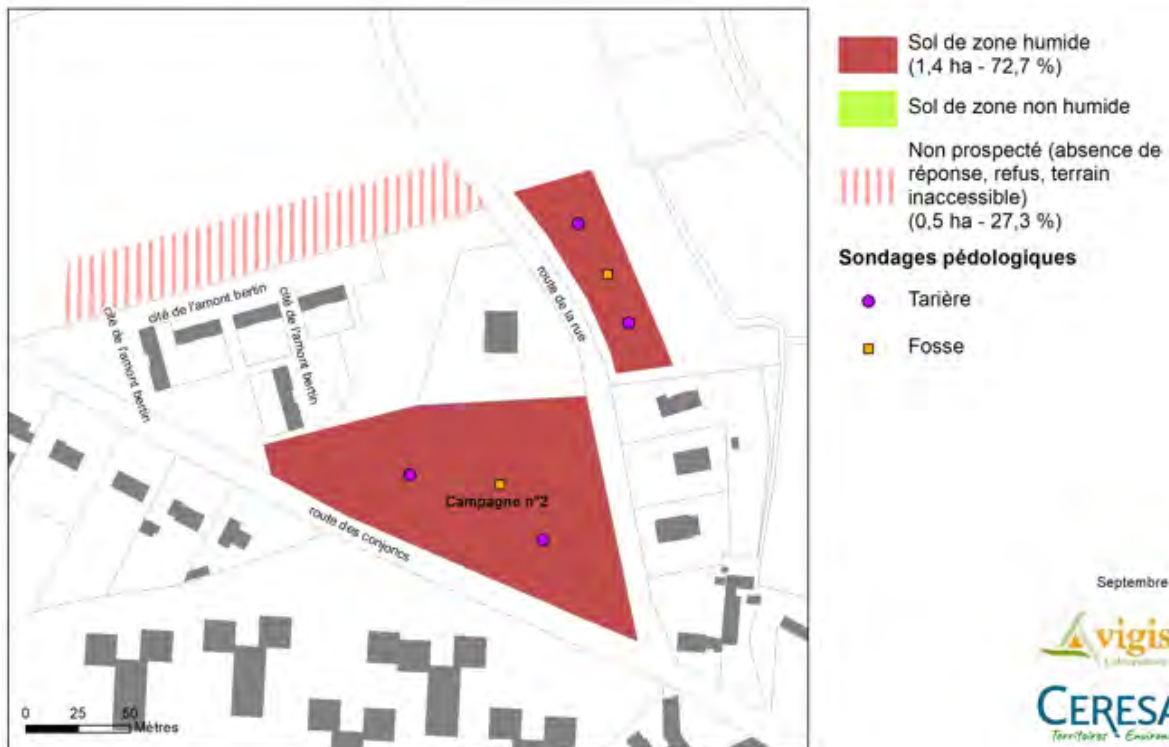 Sol de zone humide
(1,4 ha - 72,7 %)
Sol de zone non humide
Non prospecté (absence de
réponse, refus, terrain
inaccessible)
(0,5 ha - 27,3 %)
Sondages pédologiques
Tarière
Fosse
cité de l'amont bertin
cité de l'amont bertin
cité de l'amont bertin
route de la rue
Campagne n°2
route des conjoncs
0 25 50
Mètres
Septembre
vigis
CERESA
Territoires - Environ